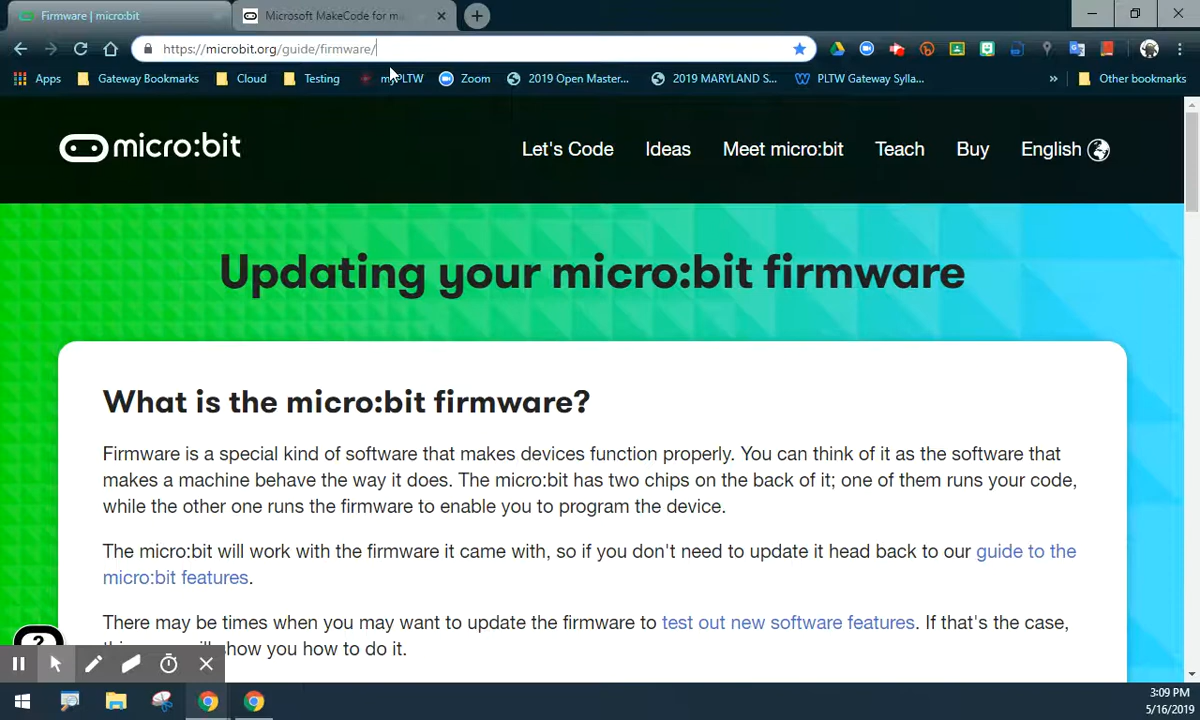 Firmware | micro:bit
Microsoft MakeCode for m
https://microbit.org/guide/firmware/
Apps
Gateway Bookmarks
Cloud
Testing
myPLTW
Zoom
2019 Open Master...
2019 MARYLAND S...
PLTW Gateway Sylla...
»
Other bookmarks
micro:bit
Let's Code
Ideas
Meet micro:bit
Teach
Buy
English
Updating your micro:bit firmware
What is the micro:bit firmware?
Firmware is a special kind of software that makes devices function properly. You can think of it as the software that
makes a machine behave the way it does. The micro:bit has two chips on the back of it; one of them runs your code,
while the other one runs the firmware to enable you to program the device.
The micro:bit will work with the firmware it came with, so if you don't need to update it head back to our guide to the
micro:bit features.
There may be times when you may want to update the firmware to test out new software features. If that's the case,
show you how to do it.
?
3:09 PM
5/16/2019